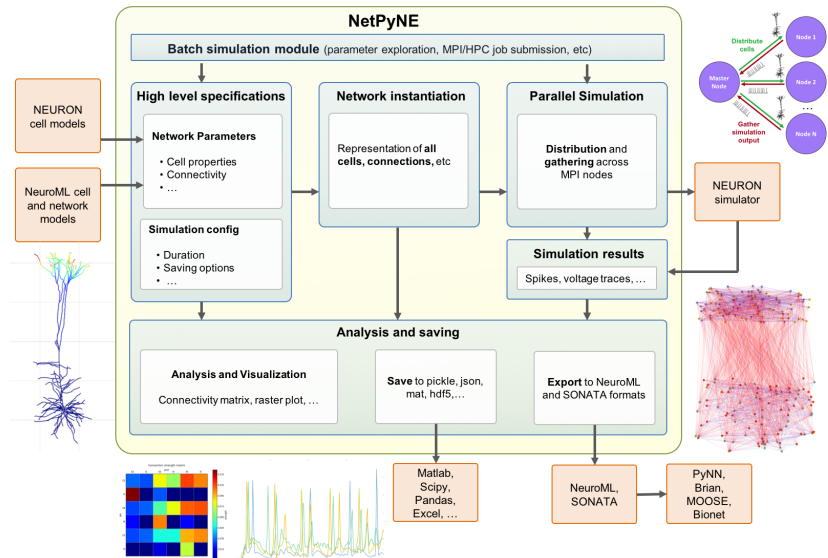 NetPyNE
Batch simulation module (parameter exploration, MPI/HPC job submission, etc)
High level specifications
Network Parameters
• Cell properties
• Connectivity
• …
Simulation config
• Duration
• Saving options
• …
Network instantiation
Representation of all
cells, connections, etc
Parallel Simulation
Distribution and
gathering across
MPI nodes
Simulation results
Spikes, voltage traces, …
Analysis and saving
Analysis and Visualization
Connectivity matrix, raster plot, …
Save to pickle, json,
mat, hdf5,…
Export to NeuroML
and SONATA formats
NEURON
cell models
NeuroML cell
and network
models
NEURON
simulator
Distribute
cells
Master
Node
Node 1
Node 2
…
Node N
Gather
simulation
output
Matlab,
Scipy,
Pandas,
Excel, …
NeuroML,
SONATA
PyNN,
Brian,
MOOSE,
Bionet